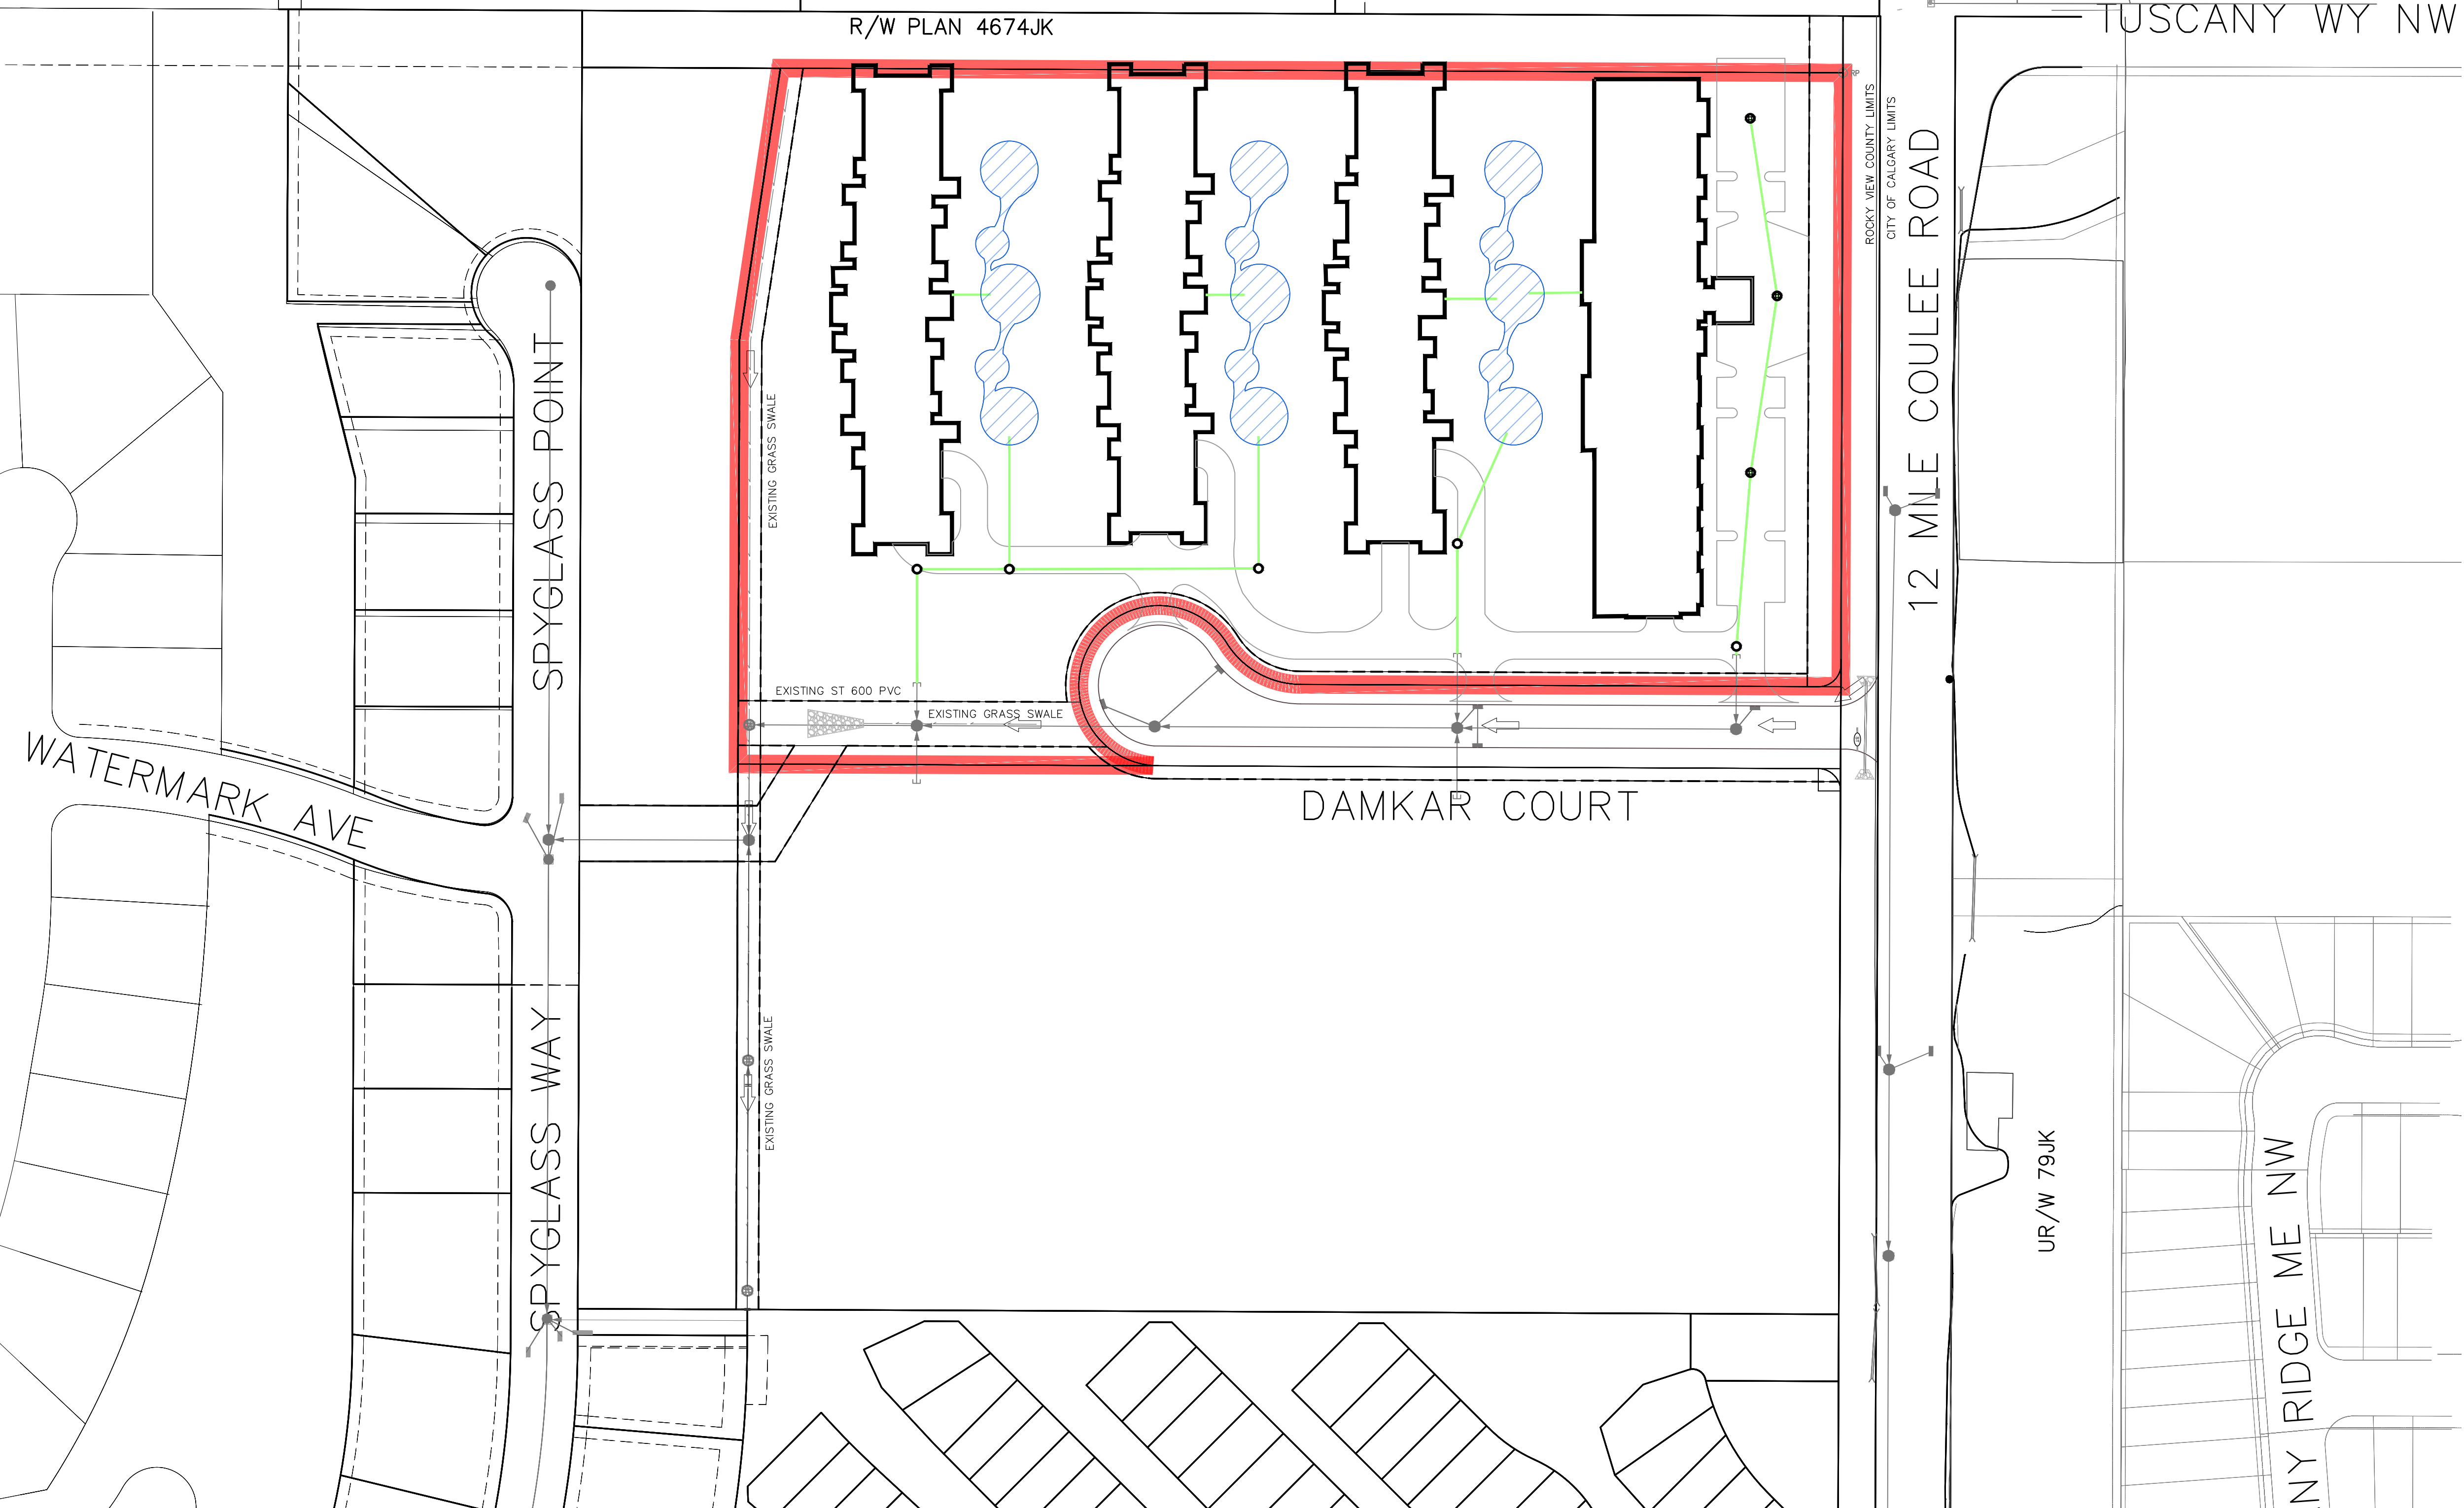 TUSCANY WY NW
R/W PLAN 4674JK
RP
ROCKY VIEW COUNTY LIMITS
CITY OF CALGARY LIMITS
12 MILE COULEE ROAD
SPYGLASS POINT
EXISTING GRASS SWALE
EXISTING ST 600 PVC
EXISTING GRASS SWALE
WATERMARK AVE
DAMKAR COURT
SPYGLASS WAY
EXISTING GRASS SWALE
UR/W 79JK
NY RIDGE ME NW